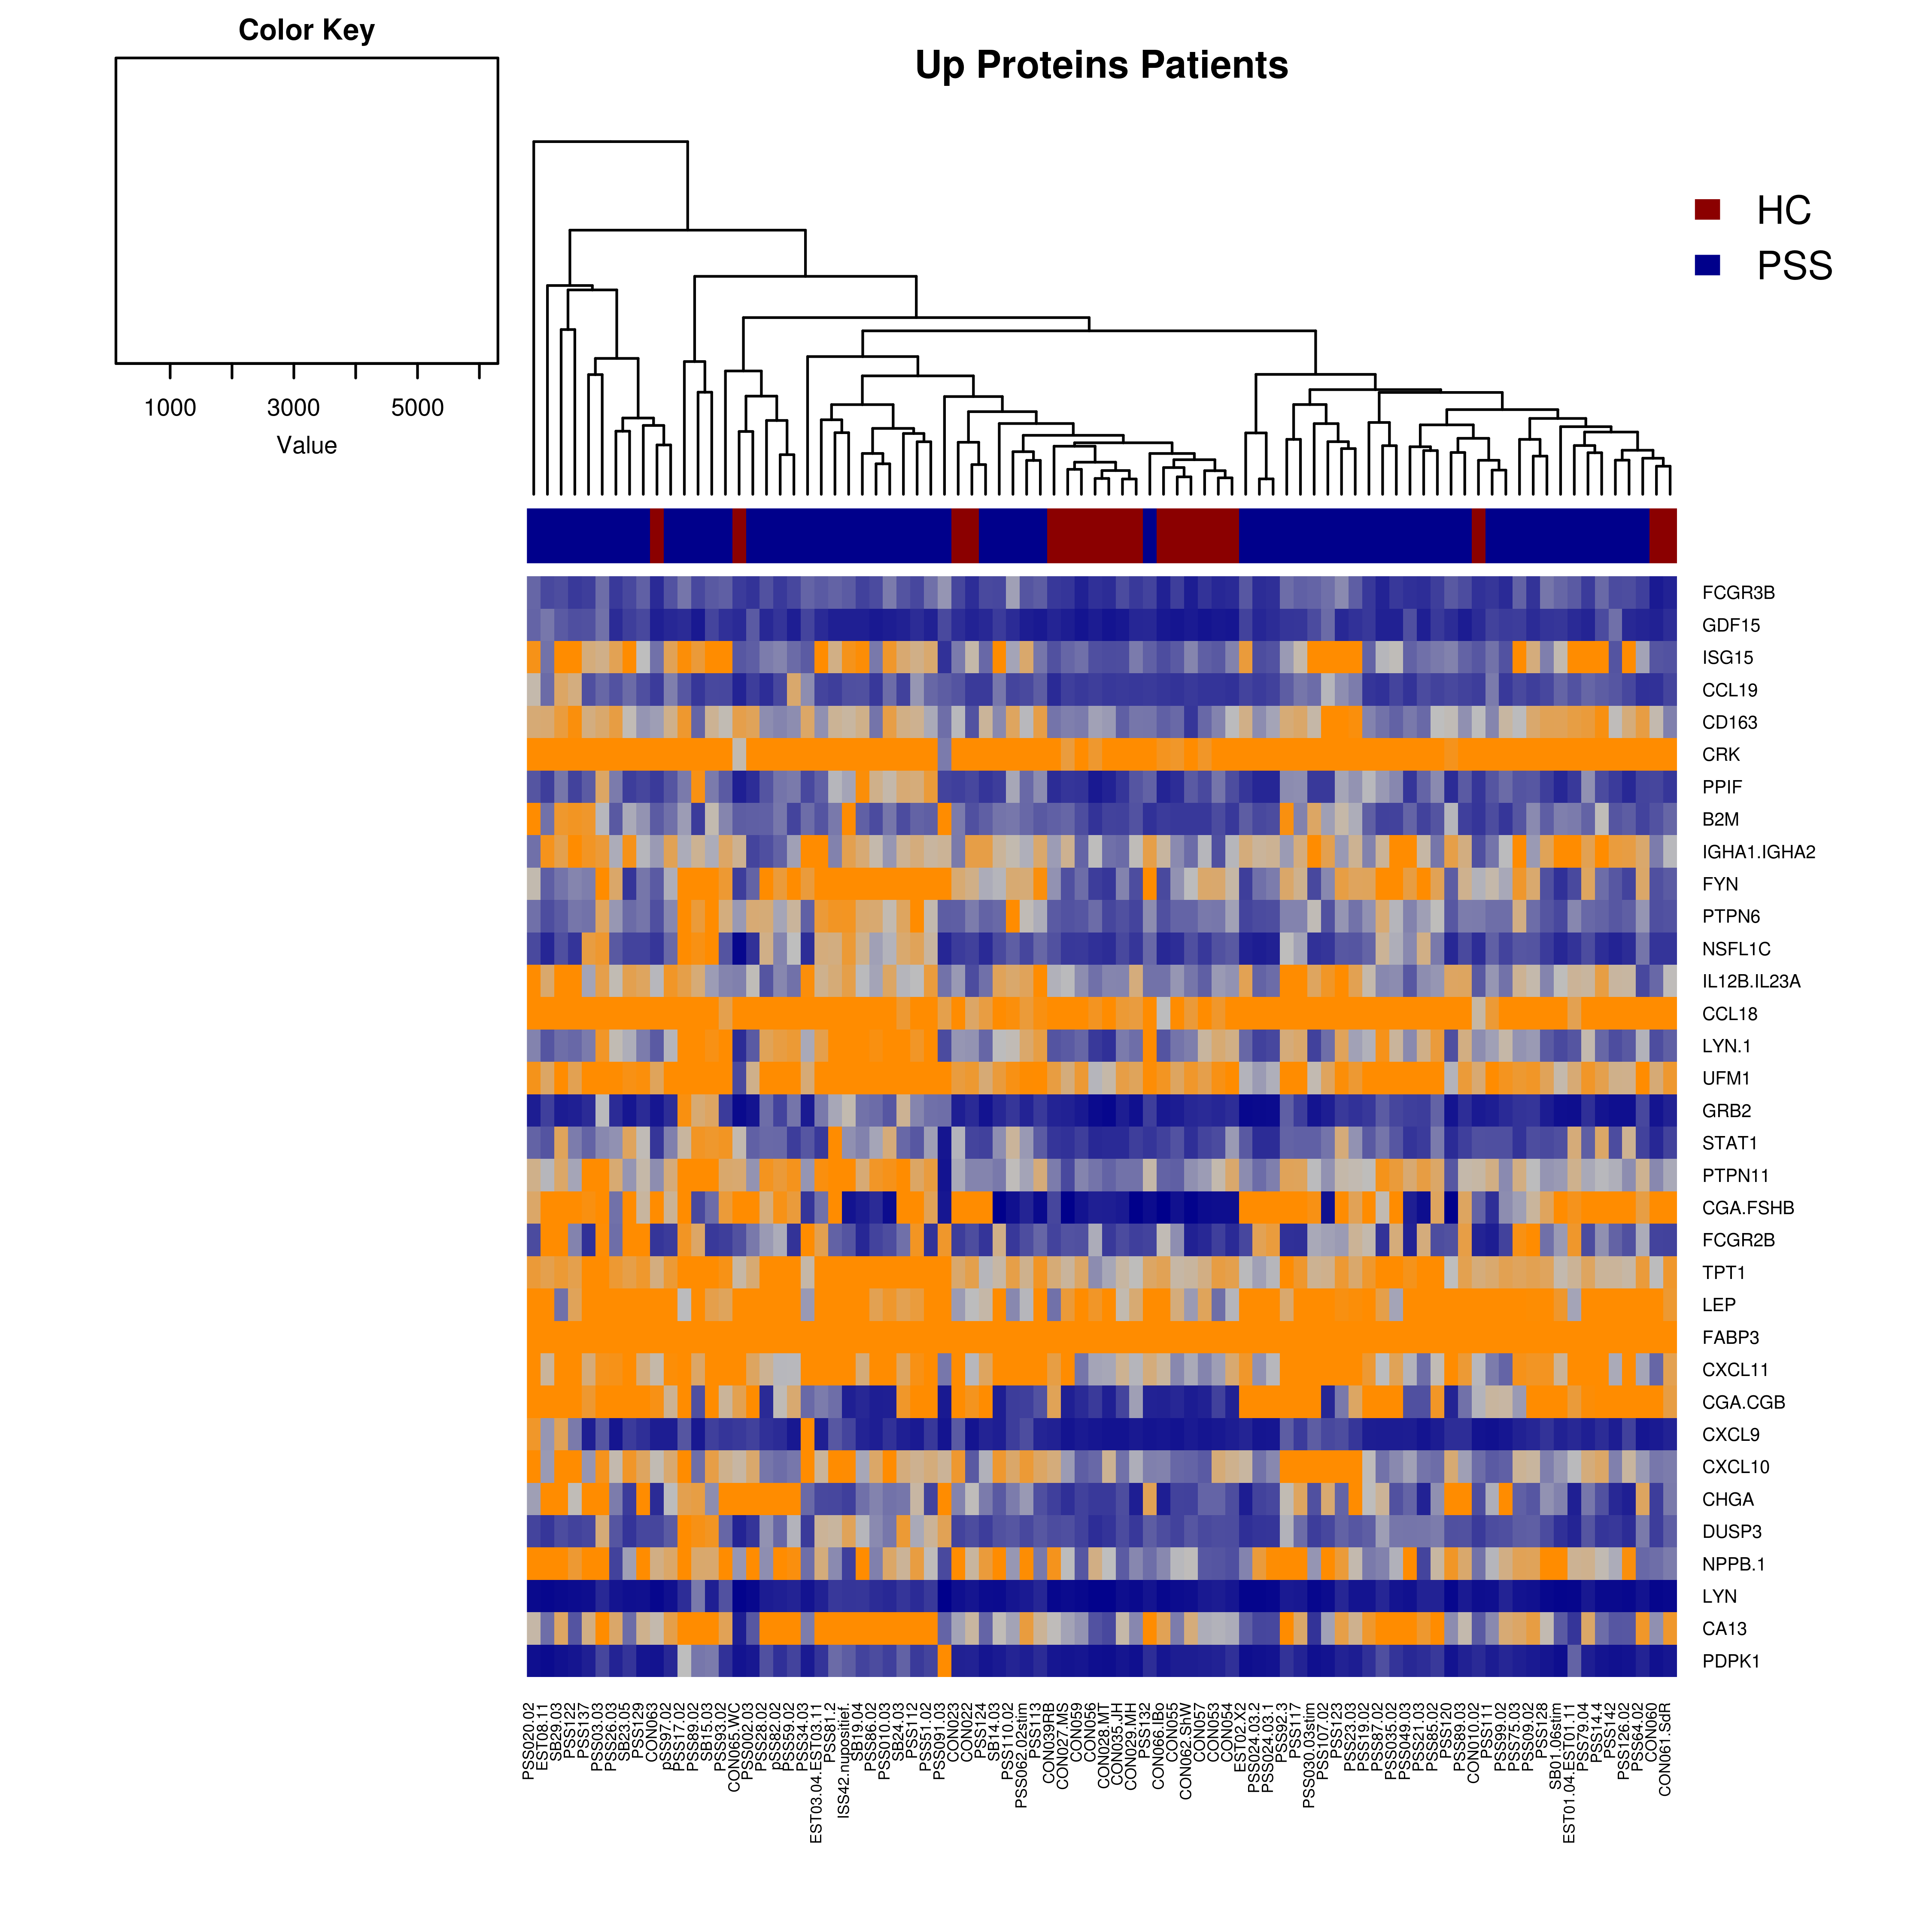 Color Key
Up Proteins Patients
1000 3000 5000
Value
HC
PSS
FCGR3B
GDF15
ISG15
CCL19
CD163
CRK
PPIF
B2M
IGHA1.IGHA2
FYN
PTPN6
NSFL1C
IL12B.IL23A
CCL18
LYN.1
UFM1
GRB2
STAT1
PTPN11
CGA.FSHB
FCGR2B
TPT1
LEP
FABP3
CXCL11
CGA.CGB
CXCL9
CXCL10
CHGA
DUSP3
NPPB.1
LYN
CA13
PDPK1
PSS020.02
EST08.11
SB29.03
PSS122
PSS137
PSS03.03
PSS26.03
SB23.05
PSS129
CON063
pSS97.02
PSS17.02
PSS89.02
SB15.03
PSS93.02
CON065.WC
PSS002.03
PSS28.02
pSS82.02
PSS59.02
PSS34.03
EST03.04.EST03.11
PSS81.2
ISS42.nupositief.
SB19.04
PSS86.02
PSS010.03
SB24.03
PSS112
PSS51.02
PSS091.03
CON023
CON022
PSS124
SB14.03
PSS110.02
PSS062.02stim
PSS113
CON039RB
CON027.MS
CON059
CON056
CON028.MT
CON035.JH
CON029.MH
PSS132
CON066.IBo
CON055
CON062.ShW
CON057
CON053
CON054
EST02.X2
PSS024.03.2
PSS024.03.1
PSS92.3
PSS117
PSS030.03stim
PSS107.02
PSS123
PSS23.03
PSS19.02
PSS87.02
PSS035.02
PSS049.03
PSS21.03
PSS85.02
PSS120
PSS89.03
CON010.02
PSS111
PSS99.02
PSS75.03
PSS09.02
PSS128
SB01.06stim
EST01.04.EST01.11
PSS79.04
PSS14.4
PSS142
PSS126.02
PSS64.02
CON060
CON061.SdR